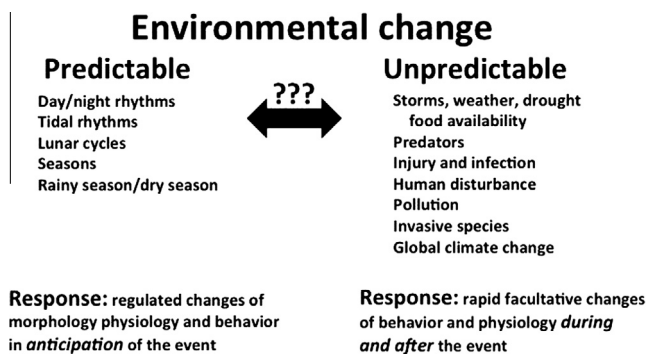 Environmental change
Predictable
Day/night rhythms
Tidal rhythms
Lunar cycles
Seasons
Rainy season/dry season
???
Unpredictable
Storms, weather, drought
food availability
Predators
Injury and infection
Human disturbance
Pollution
Invasive species
Global climate change
Response: regulated changes of
morphology physiology and behavior
in anticipation of the event
Response: rapid facultative changes
of behavior and physiology during
and after the event